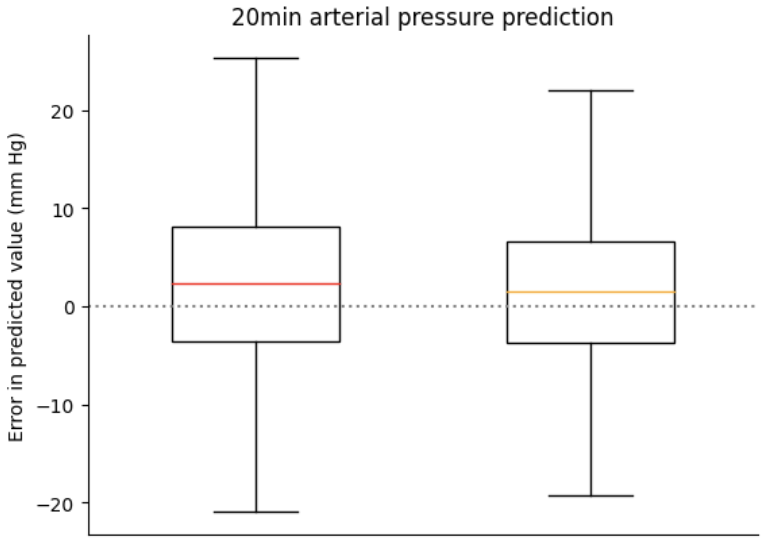 20min arterial pressure prediction
Error in predicted value (mm Hg)
20
10
0
−10
−20